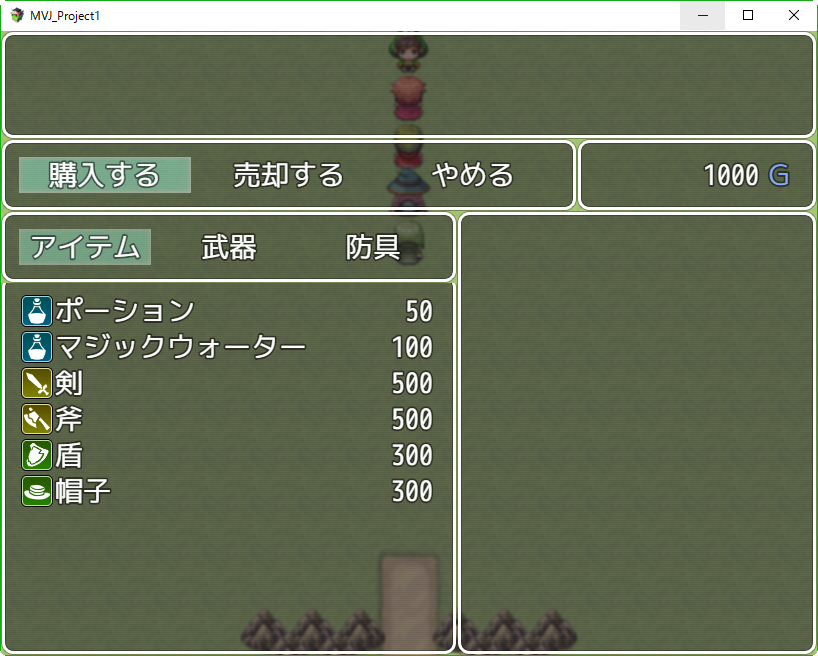 MVJ_Project1
購入する 売却する やめる 1000 G
アイテム 武器 防具
ポーション 50
マジックウォーター 100
剣 500
斧 500
盾 300
帽子 300